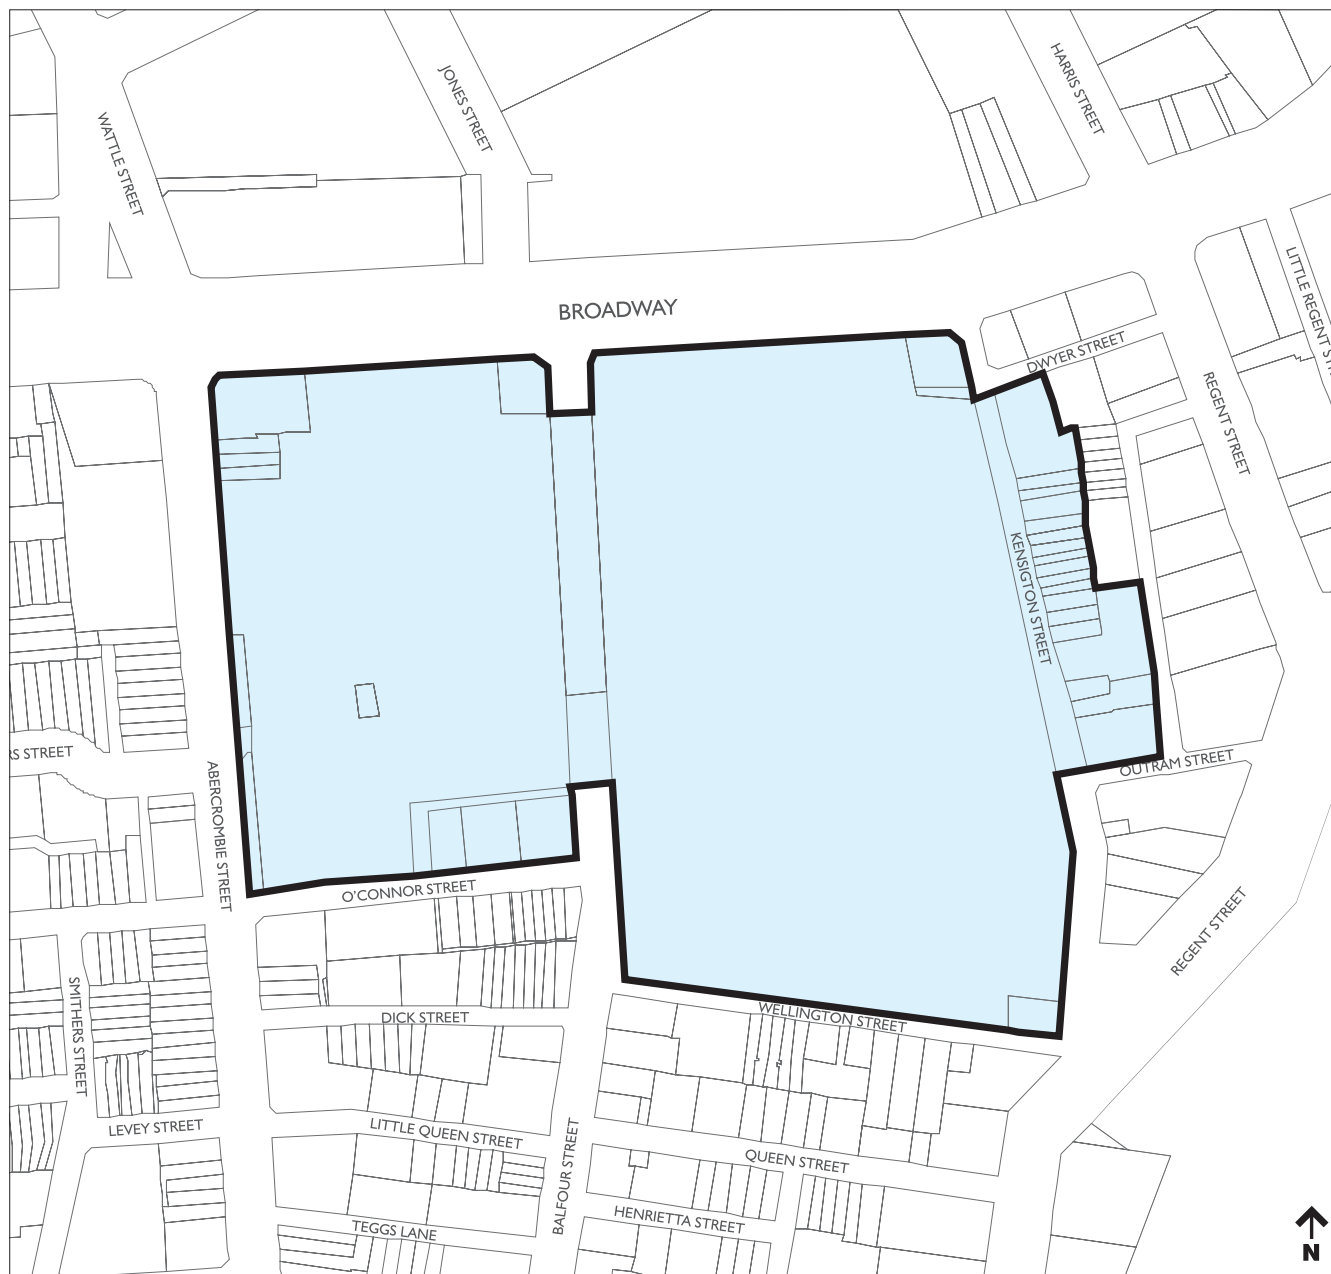 HARRIS STREET
JONES STREET
WATTLE STREET
LITTLE REGENT ST
BROADWAY
DWYER STREET
REGENT STREET
KENSIGTON STREET
RS STREET
OUTRAM STREET
ABERCROMBIE STREET
O'CONNOR STREET
REGENT STREET
SMITHERS STREET
DICK STREET
WELLINGTON STREET
LEVEY STREET
LITTLE QUEEN STREET
BALFOUR STREET
QUEEN STREET
TEGGS LANE
HENRIETTA STREET
N